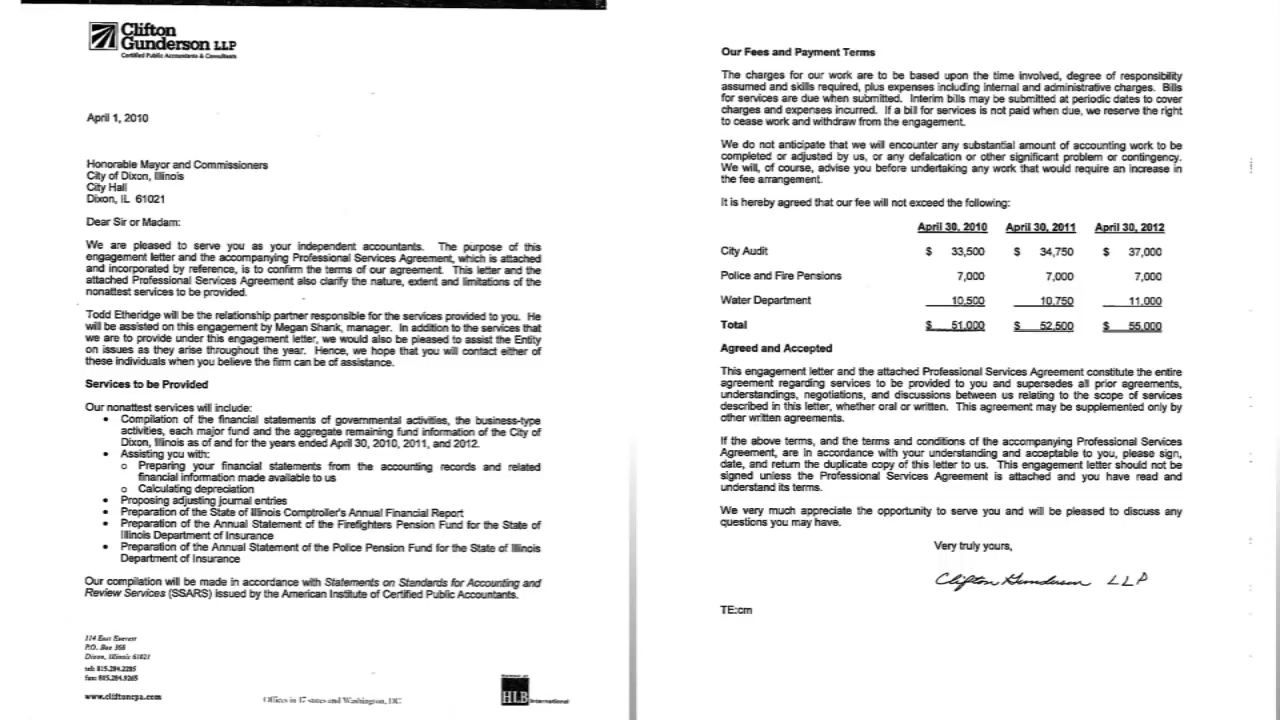 Clifton
Gunderson LLP
Certified Public Accountants & Consultants
April 1, 2010
Honorable Mayor and Commissioners
City of Dixon, Illinois
City Hall
Dixon, IL 61021
Dear Sir or Madam:
We are pleased to serve you as your independent accountants. The purpose of this
engagement letter and the accompanying Professional Services Agreement, which is attached
and incorporated by reference, is to confirm the terms of our agreement. This letter and the
attached Professional Services Agreement also clarify the nature, extent and limitations of the
nonattest services to be provided.
Todd Etheridge will be the relationship partner responsible for the services provided to you. He
will be assisted on this engagement by Megan Shank, manager. In addition to the services that
we are to provide under this engagement letter, we would also be pleased to assist the Entity
on issues as they arise throughout the year. Hence, we hope that you will contact either of
these individuals when you believe the firm can be of assistance.
Services to be Provided
Our nonattest services will include:
• Compilation of the financial statements of governmental activities, the business-type
activities, each major fund and the aggregate remaining fund information of the City of
Dixon, Illinois as of and for the years ended April 30, 2010, 2011, and 2012.
• Assisting you with:
o Preparing your financial statements from the accounting records and related
financial information made available to us
o Calculating depreciation
• Proposing adjusting journal entries
• Preparation of the State of Illinois Comptroller's Annual Financial Report
• Preparation of the Annual Statement of the Firefighters Pension Fund for the State of
Illinois Department of Insurance
• Preparation of the Annual Statement of the Police Pension Fund for the State of Illinois
Department of Insurance
Our compilation will be made in accordance with Statements on Standards for Accounting and
Review Services (SSARS) issued by the American Institute of Certified Public Accountants.
114 East Everett
P.O. Box 368
Dixon, Illinois 61021
tel: 815.284.2285
fax: 815.284.9265
www.cliftoncpa.com
Offices in 17 states and Washington, DC
Member of
HLB International
Our Fees and Payment Terms
The charges for our work are to be based upon the time involved, degree of responsibility
assumed and skills required, plus expenses including internal and administrative charges. Bills
for services are due when submitted. Interim bills may be submitted at periodic dates to cover
charges and expenses incurred. If a bill for services is not paid when due, we reserve the right
to cease work and withdraw from the engagement.
We do not anticipate that we will encounter any substantial amount of accounting work to be
completed or adjusted by us, or any defalcation or other significant problem or contingency.
We will, of course, advise you before undertaking any work that would require an increase in
the fee arrangement.
It is hereby agreed that our fee will not exceed the following:
April 30, 2010 April 30, 2011 April 30, 2012
City Audit $ 33,500 $ 34,750 $ 37,000
Police and Fire Pensions 7,000 7,000 7,000
Water Department 10,500 10,750 11,000
Total $ 51,000 $ 52,500 $ 55,000
Agreed and Accepted
This engagement letter and the attached Professional Services Agreement constitute the entire
agreement regarding services to be provided to you and supersedes all prior agreements,
understandings, negotiations, and discussions between us relating to the scope of services
described in this letter, whether oral or written. This agreement may be supplemented only by
other written agreements.
If the above terms, and the terms and conditions of the accompanying Professional Services
Agreement, are in accordance with your understanding and acceptable to you, please sign,
date, and return the duplicate copy of this letter to us. This engagement letter should not be
signed unless the Professional Services Agreement is attached and you have read and
understand its terms.
We very much appreciate the opportunity to serve you and will be pleased to discuss any
questions you may have.
Very truly yours,
Clifton Gunderson LLP
TE:cm